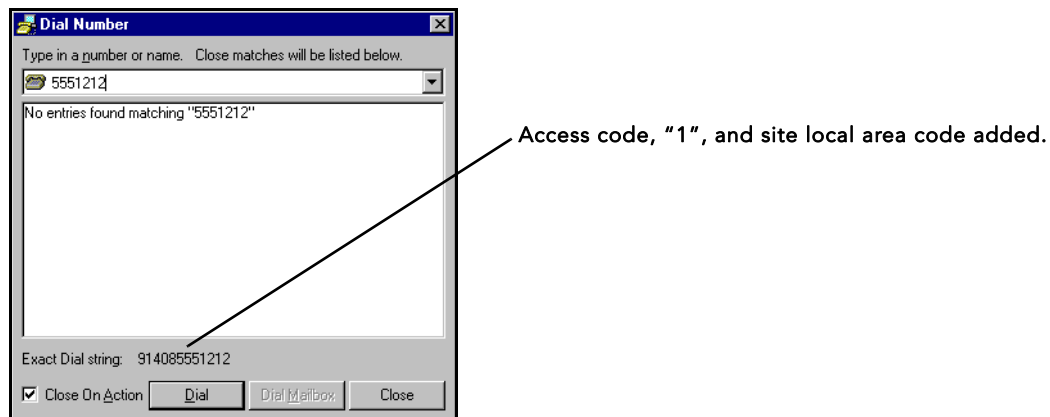 Dial Number
Type in a number or name. Close matches will be listed below.
5551212
No entries found matching "5551212"
Access code, “1”, and site local area code added.
Exact Dial string: 914085551212
Close On Action Dial Dial Mailbox Close